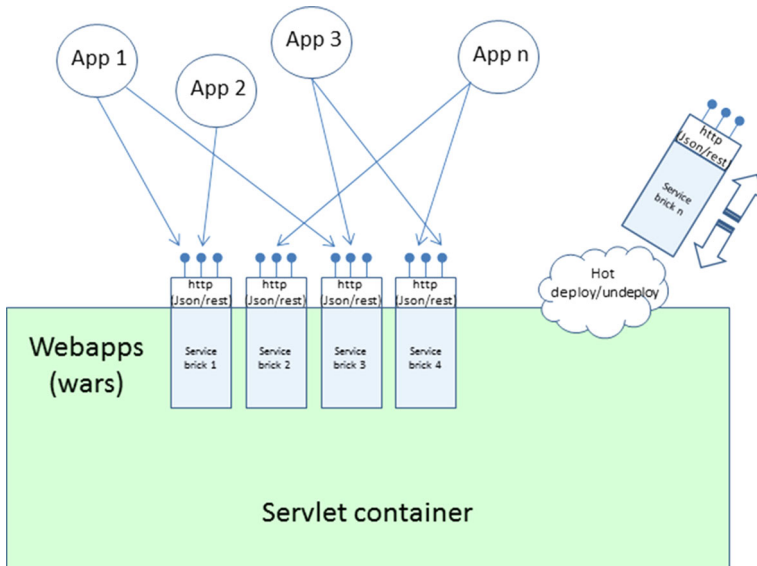 App 1
App 2
App 3
App n
http
(Json/rest)
Service
brick n
Hot
deploy/undeploy
http
(Json/rest)
http
(Json/rest)
http
(Json/rest)
http
(Json/rest)
Webapps
(wars)
Service
brick 1
Service
brick 2
Service
brick 3
Service
brick 4
Servlet container